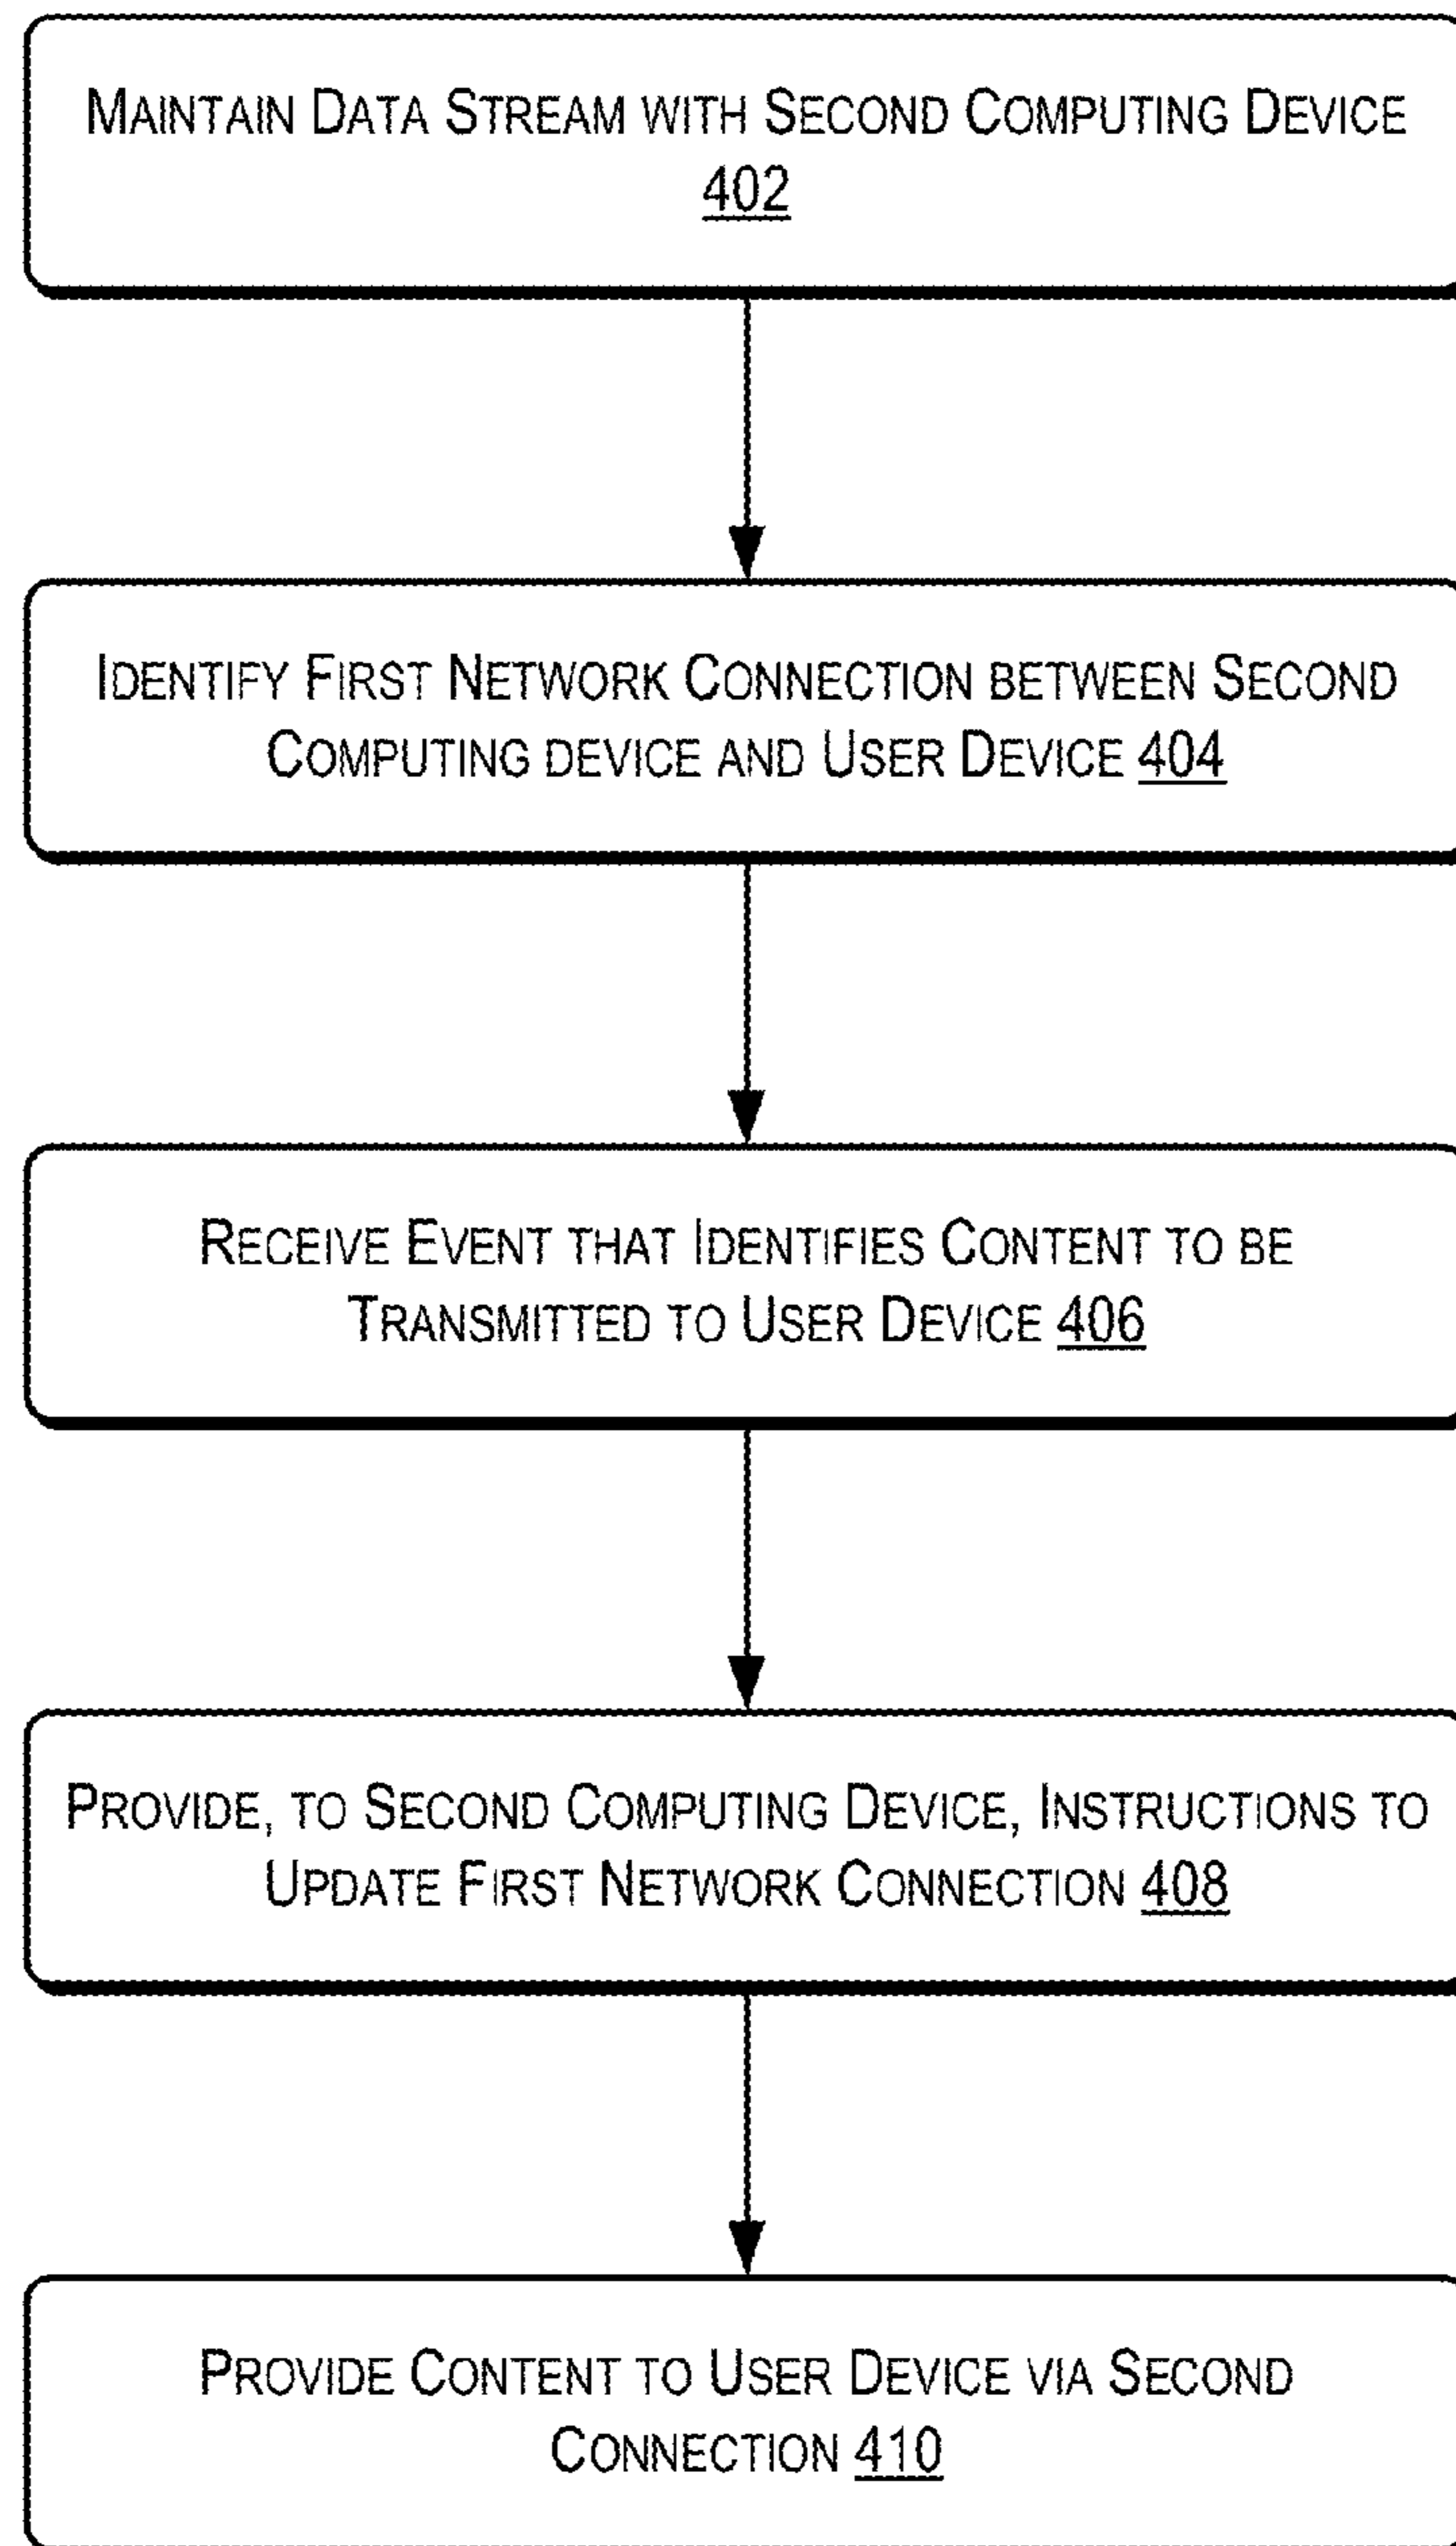 MAINTAIN DATA STREAM WITH SECOND COMPUTING DEVICE
402
IDENTIFY FIRST NETWORK CONNECTION BETWEEN SECOND
COMPUTING DEVICE AND USER DEVICE 404
RECEIVE EVENT THAT IDENTIFIES CONTENT TO BE
TRANSMITTED TO USER DEVICE 406
PROVIDE, TO SECOND COMPUTING DEVICE, INSTRUCTIONS TO
UPDATE FIRST NETWORK CONNECTION 408
PROVIDE CONTENT TO USER DEVICE VIA SECOND
CONNECTION 410